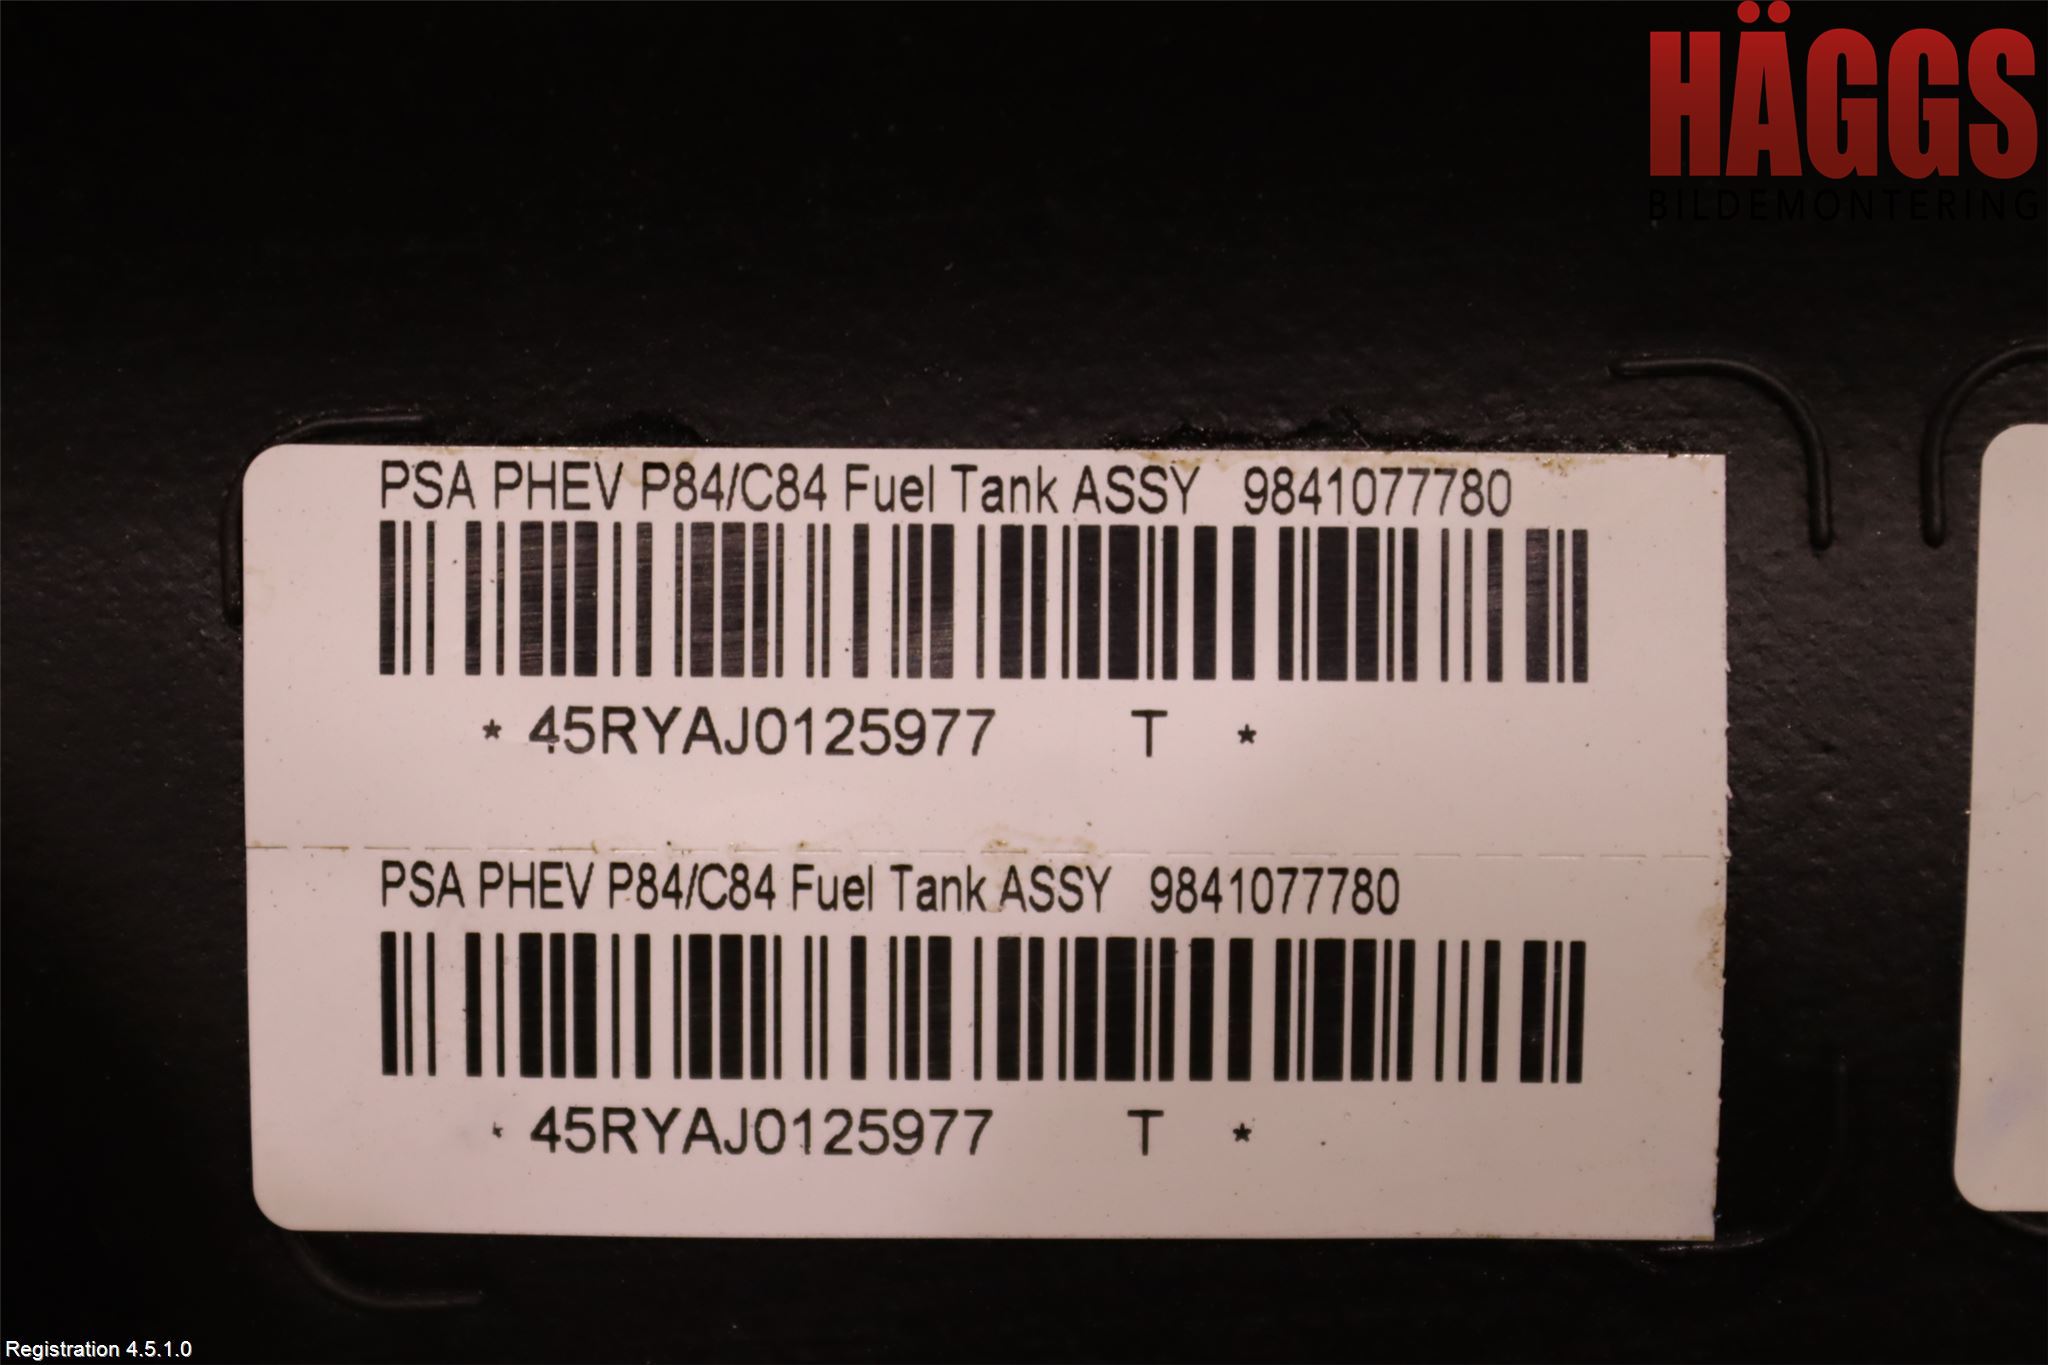 HÄGGS
BILDEMONTERING
PSA PHEV P84/C84 Fuel Tank ASSY 9841077780
* 45RYAJ0125977 T *
PSA PHEV P84/C84 Fuel Tank ASSY 9841077780
* 45RYAJ0125977 T *
Registration 4.5.1.0